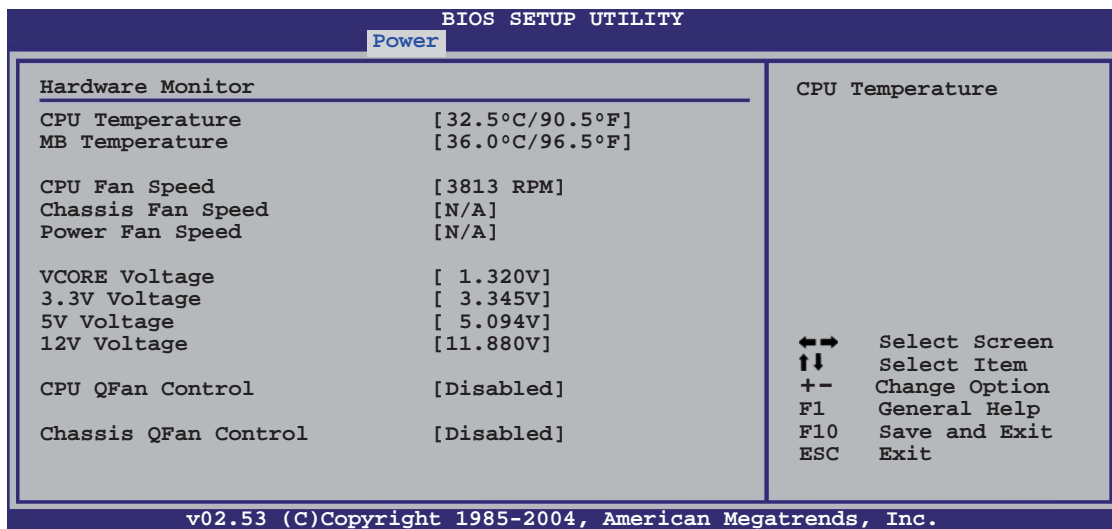 BIOS SETUP UTILITY
Power
Hardware Monitor
CPU Temperature [32.5ºC/90.5ºF]
MB Temperature [36.0ºC/96.5ºF]
CPU Fan Speed [3813 RPM]
Chassis Fan Speed [N/A]
Power Fan Speed [N/A]
VCORE Voltage [ 1.320V]
3.3V Voltage [ 3.345V]
5V Voltage [ 5.094V]
12V Voltage [11.880V]
CPU QFan Control [Disabled]
Chassis QFan Control [Disabled]
CPU Temperature
←→ Select Screen
↑↓ Select Item
+- Change Option
F1 General Help
F10 Save and Exit
ESC Exit
v02.53 (C)Copyright 1985-2004, American Megatrends, Inc.